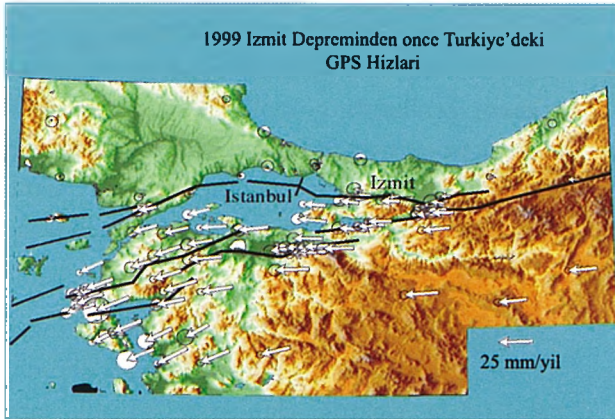 1999 Izmit Depreminden once Turkiye'deki
GPS Hizlari
Istanbul
Izmit
25 mm/yil